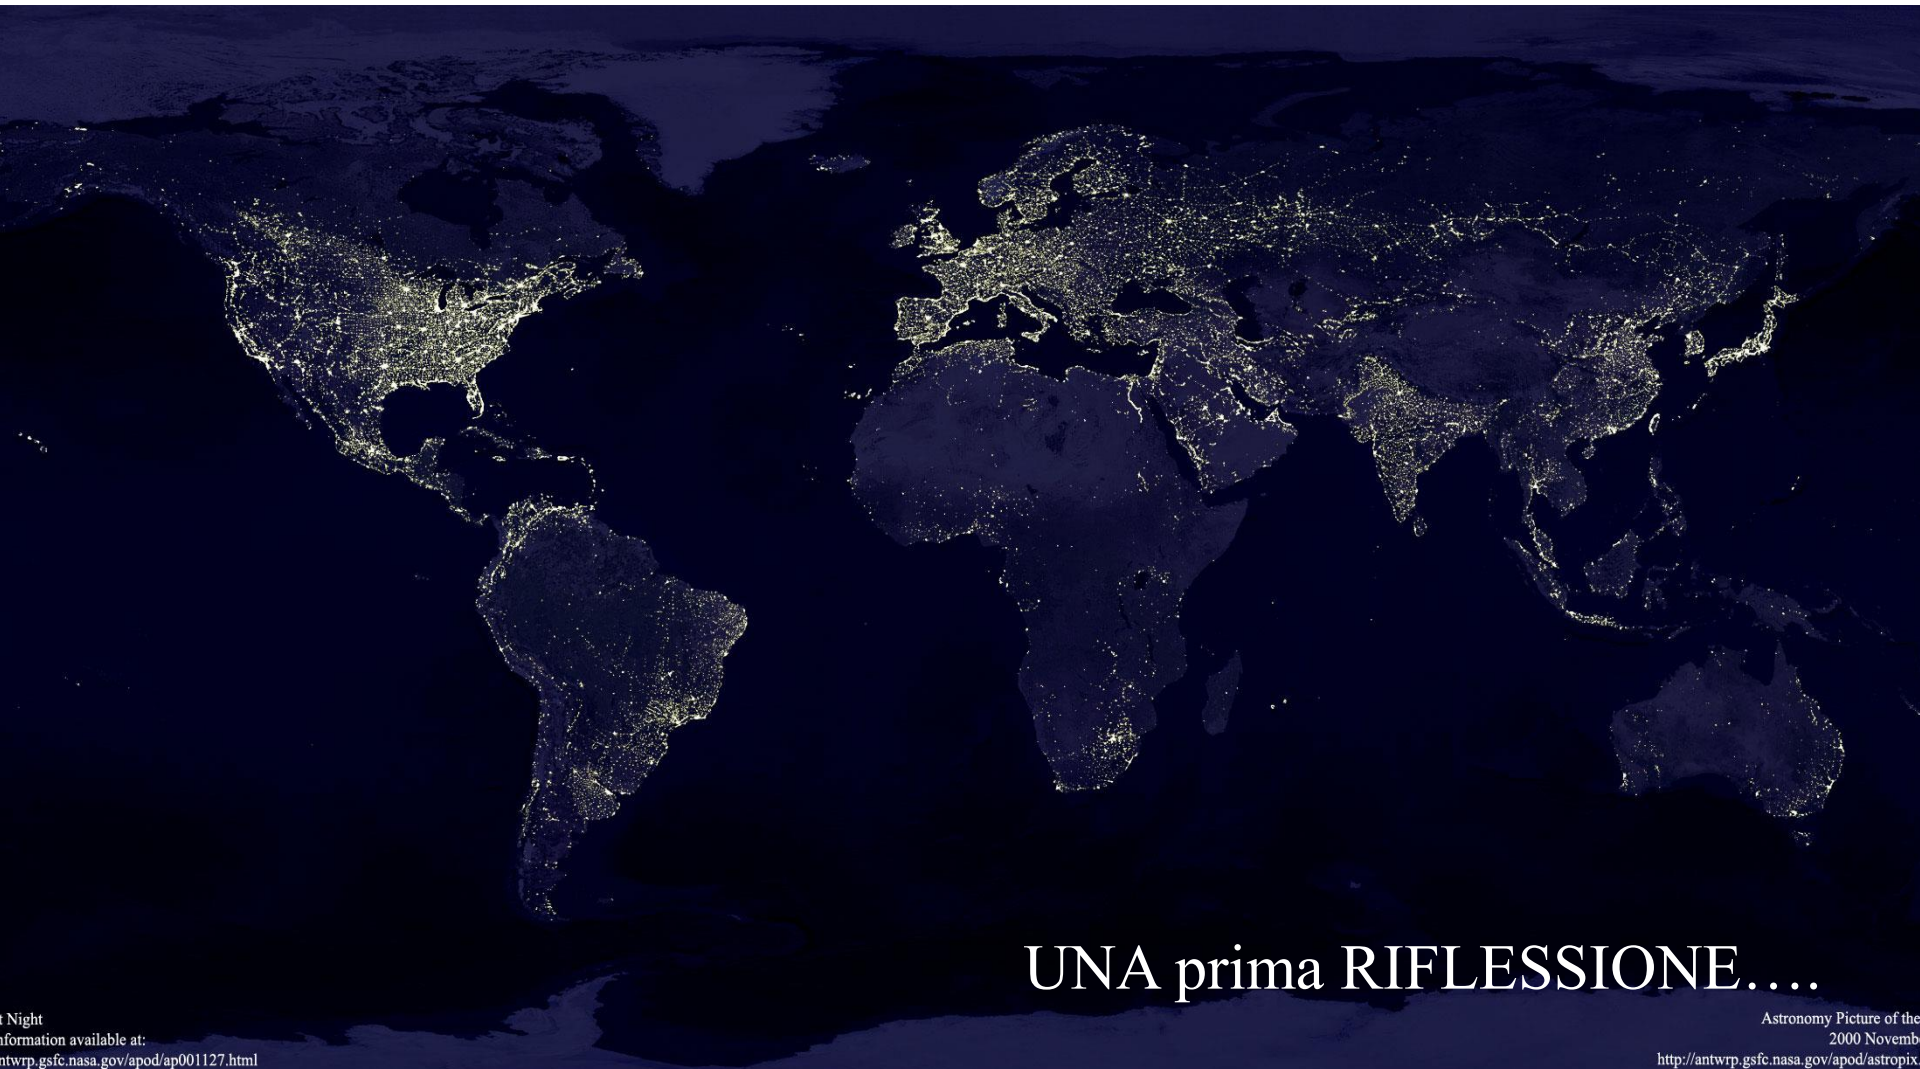 UNA prima RIFLESSIONE….
t Night
nformation available at:
ntwrp.gsfc.nasa.gov/apod/ap001127.html
Astronomy Picture of the
2000 Novembe
http://antwrp.gsfc.nasa.gov/apod/astropix.